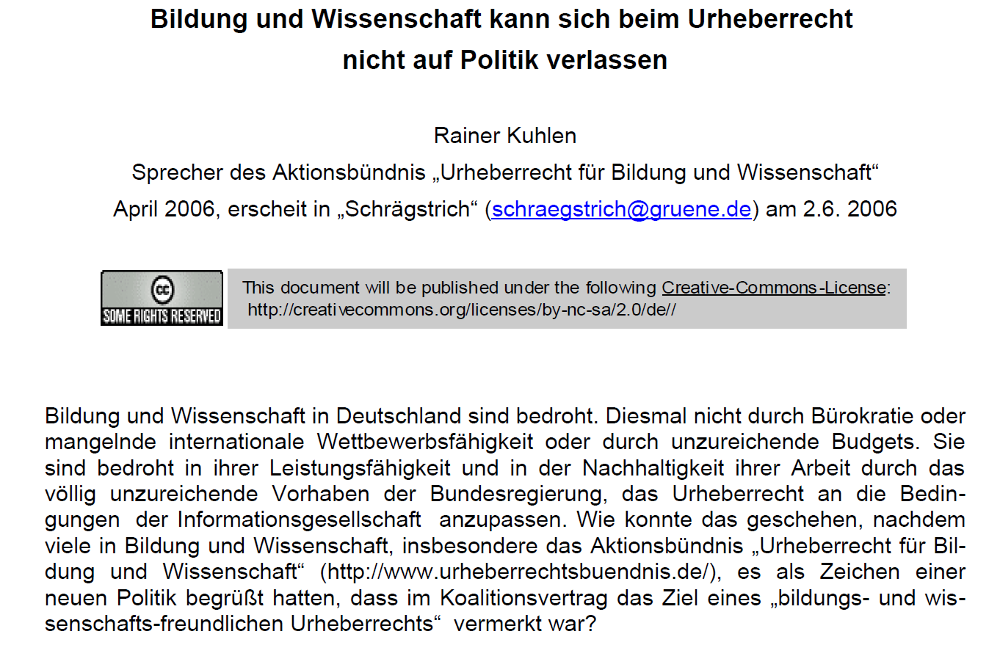 Bildung und Wissenschaft kann sich beim Urheberrecht
nicht auf Politik verlassen
Rainer Kuhlen
Sprecher des Aktionsbündnis „Urheberrecht für Bildung und Wissenschaft“
April 2006, erscheit in „Schrägstrich“ (schraegstrich@gruene.de) am 2.6. 2006
cc
SOME RIGHTS RESERVED
This document will be published under the following Creative-Commons-License:
http://creativecommons.org/licenses/by-nc-sa/2.0/de//
Bildung und Wissenschaft in Deutschland sind bedroht. Diesmal nicht durch Bürokratie oder
mangelnde internationale Wettbewerbsfähigkeit oder durch unzureichende Budgets. Sie
sind bedroht in ihrer Leistungsfähigkeit und in der Nachhaltigkeit ihrer Arbeit durch das
völlig unzureichende Vorhaben der Bundesregierung, das Urheberrecht an die Bedin-
gungen der Informationsgesellschaft anzupassen. Wie konnte das geschehen, nachdem
viele in Bildung und Wissenschaft, insbesondere das Aktionsbündnis „Urheberrecht für Bil-
dung und Wissenschaft“ (http://www.urheberrechtsbuendnis.de/), es als Zeichen einer
neuen Politik begrüßt hatten, dass im Koalitionsvertrag das Ziel eines „bildungs- und wis-
senschafts-freundlichen Urheberrechts“ vermerkt war?